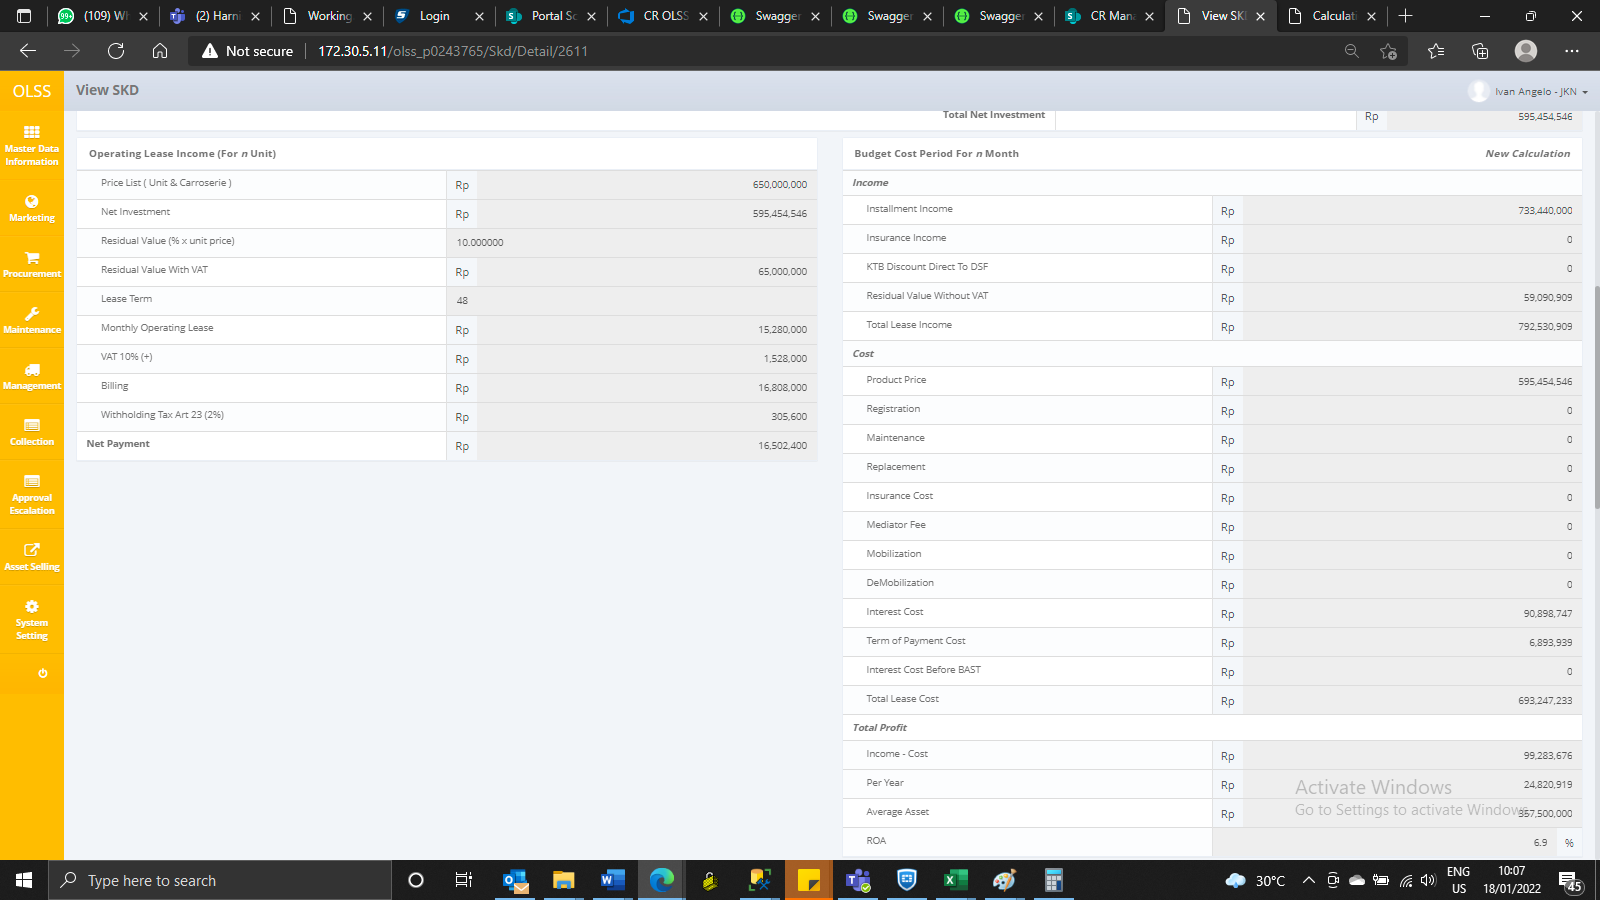 (109) W
(2) Harni
Working
Login
Portal Sc
CR OLSS
Swagger
Swagger
Swagger
CR Mana
View SK
Calculati
Not secure
172.30.5.11/olss_p0243765/Skd/Detail/2611
OLSS
View SKD
Ivan Angelo - JKN
Master Data
Information
Marketing
Procurement
Maintenance
Management
Collection
Approval
Escalation
Asset Selling
System
Setting
Total Net Investment Rp 595,454,546
Operating Lease Income (For n Unit)
Price List ( Unit & Carroserie ) Rp 650,000,000
Net Investment Rp 595,454,546
Residual Value (% x unit price) 10.000000
Residual Value With VAT Rp 65,000,000
Lease Term 48
Monthly Operating Lease Rp 15,280,000
VAT 10% (+) Rp 1,528,000
Billing Rp 16,808,000
Withholding Tax Art 23 (2%) Rp 305,600
Net Payment Rp 16,502,400
Budget Cost Period For n Month New Calculation
Income
Installment Income Rp 733,440,000
Insurance Income Rp 0
KTB Discount Direct To DSF Rp 0
Residual Value Without VAT Rp 59,090,909
Total Lease Income Rp 792,530,909
Cost
Product Price Rp 595,454,546
Registration Rp 0
Maintenance Rp 0
Replacement Rp 0
Insurance Cost Rp 0
Mediator Fee Rp 0
Mobilization Rp 0
DeMobilization Rp 0
Interest Cost Rp 90,898,747
Term of Payment Cost Rp 6,893,939
Interest Cost Before BAST Rp 0
Total Lease Cost Rp 693,247,233
Total Profit
Income - Cost Rp 99,283,676
Per Year Rp 24,820,919
Average Asset Rp 357,500,000
ROA 6.9 %
Activate Windows
Go to Settings to activate Windows.
Type here to search
30°C
ENG
US
10:07
18/01/2022
45